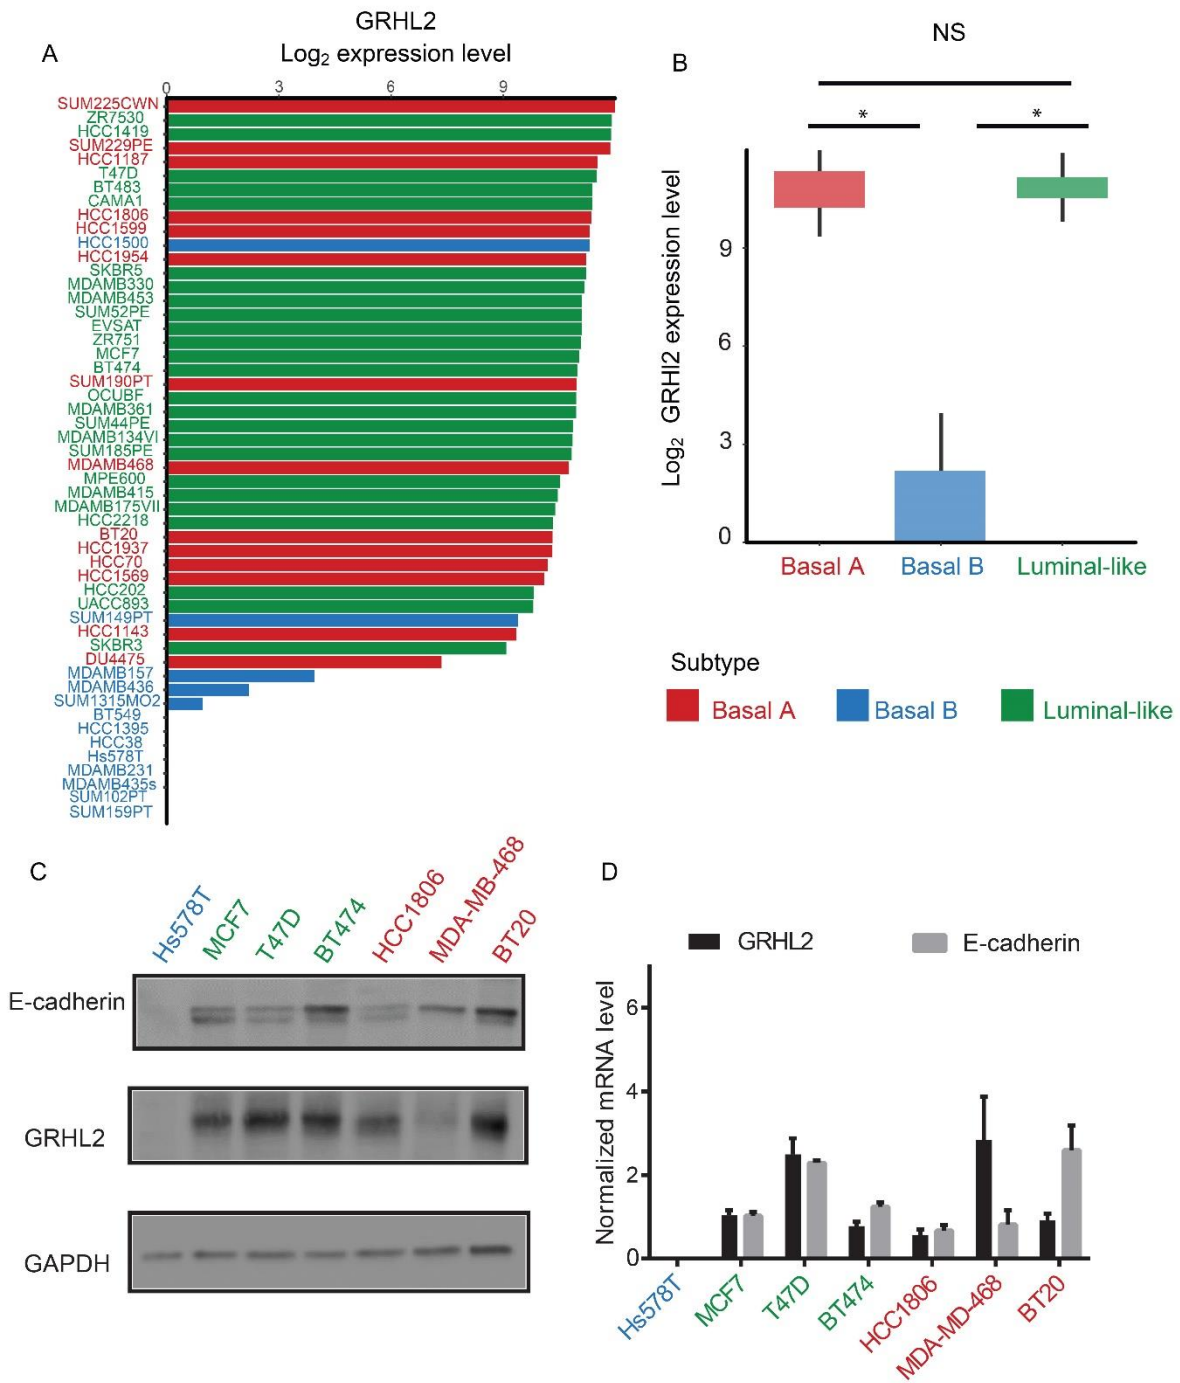 GRHL2
Log2 expression level
A
0 3 6 9
SUM225CWN
ZR7530
HCC1419
SUM229PE
HCC1187
T47D
BT483
CAMA1
HCC1806
HCC1599
HCC1500
HCC1954
SKBR5
MDAMB330
MDAMB453
SUM52PE
EVSAT
ZR751
MCF7
BT474
SUM190PT
OCUBF
MDAMB361
SUM44PE
MDAMB134VI
SUM185PE
MDAMB468
MPE600
MDAMB415
MDAMB175VII
HCC2218
BT20
HCC1937
HCC70
HCC1569
HCC202
UACC893
SUM149PT
HCC1143
SKBR3
DU4475
MDAMB157
MDAMB436
SUM1315MO2
BT549
HCC1395
HCC38
Hs578T
MDAMB231
MDAMB435s
SUM102PT
SUM159PT
B
NS
* *
Log2 GRHl2 expression level
9
6
3
0
Basal A Basal B Luminal-like
Subtype
Basal A Basal B Luminal-like
C
Hs578T MCF7 T47D BT474 HCC1806 MDA-MB-468 BT20
E-cadherin
GRHL2
GAPDH
D
GRHL2 E-cadherin
Normalized mRNA level
6
4
2
0
Hs578T MCF7 T47D BT474 HCC1806 MDA-MD-468 BT20